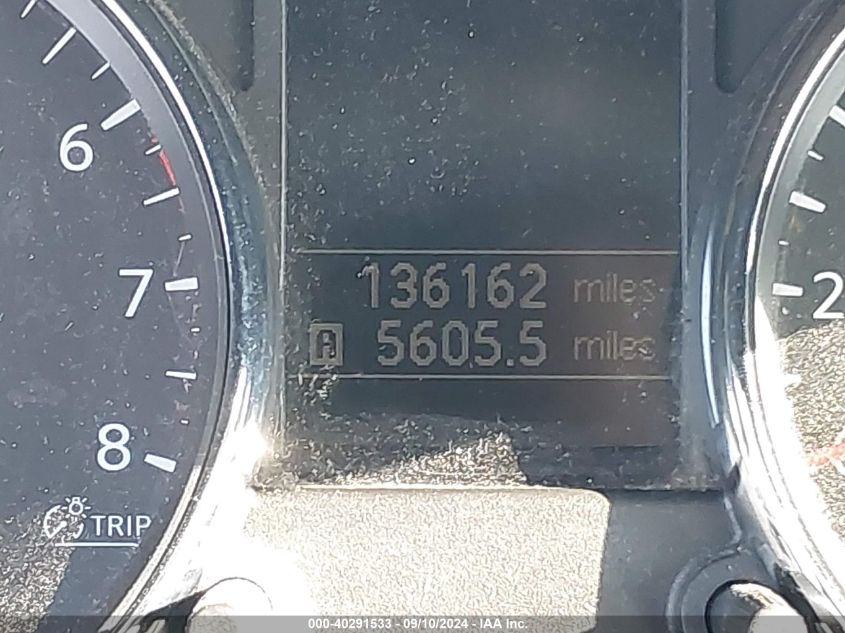 6
7
8
TRIP
136162 miles
A 5605.5 miles
2
000-40291533 - 09/10/2024 - IAA Inc.